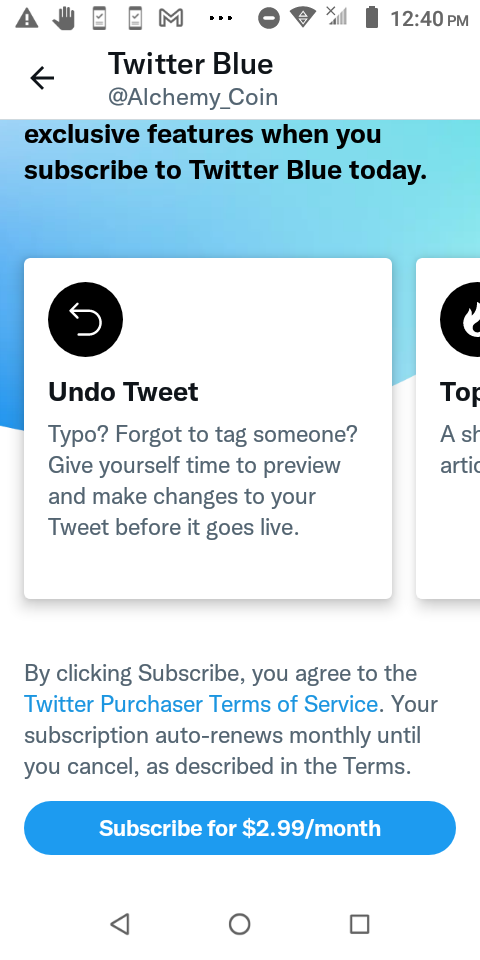 12:40 PM
Twitter Blue
@Alchemy_Coin
exclusive features when you
subscribe to Twitter Blue today.
Undo Tweet
Typo? Forgot to tag someone?
Give yourself time to preview
and make changes to your
Tweet before it goes live.
Top
A sh
artic
By clicking Subscribe, you agree to the
Twitter Purchaser Terms of Service. Your
subscription auto-renews monthly until
you cancel, as described in the Terms.
Subscribe for $2.99/month